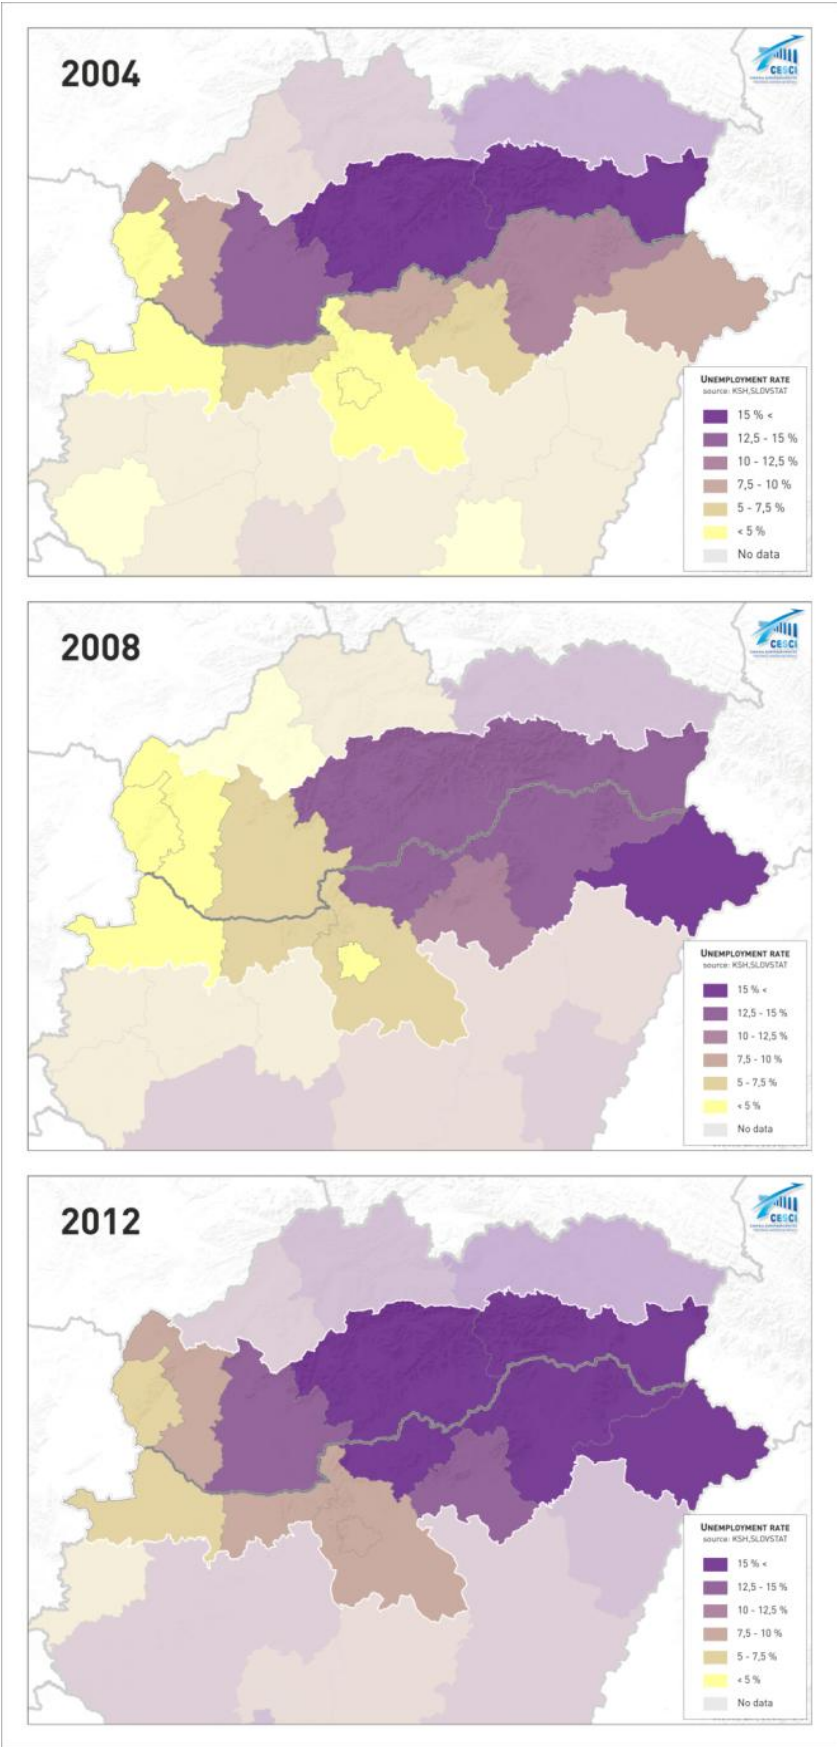 2004
CESCI
UNEMPLOYMENT RATE
source: KSH,SLOVSTAT
15 % <
12,5 - 15 %
10 - 12,5 %
7,5 - 10 %
5 - 7,5 %
< 5 %
No data
2008
CESCI
UNEMPLOYMENT RATE
source: KSH,SLOVSTAT
15 % <
12,5 - 15 %
10 - 12,5 %
7,5 - 10 %
5 - 7,5 %
< 5 %
No data
2012
CESCI
UNEMPLOYMENT RATE
source: KSH,SLOVSTAT
15 % <
12,5 - 15 %
10 - 12,5 %
7,5 - 10 %
5 - 7,5 %
< 5 %
No data